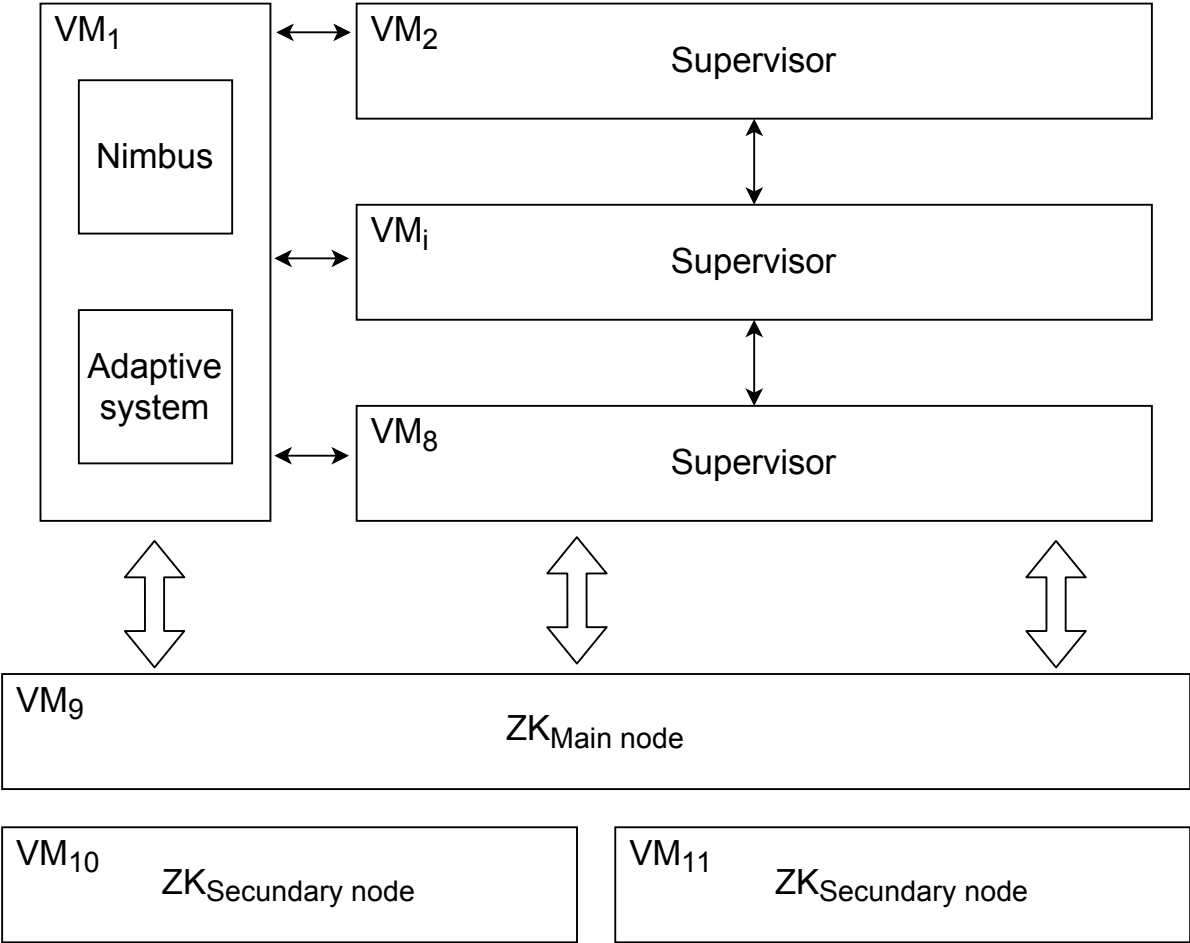 VM1
VM2
Supervisor
Nimbus
VMi
Supervisor
Adaptive
system
VM8
Supervisor
VM9
ZKMain node
VM10
ZKSecundary node
VM11
ZKSecundary node